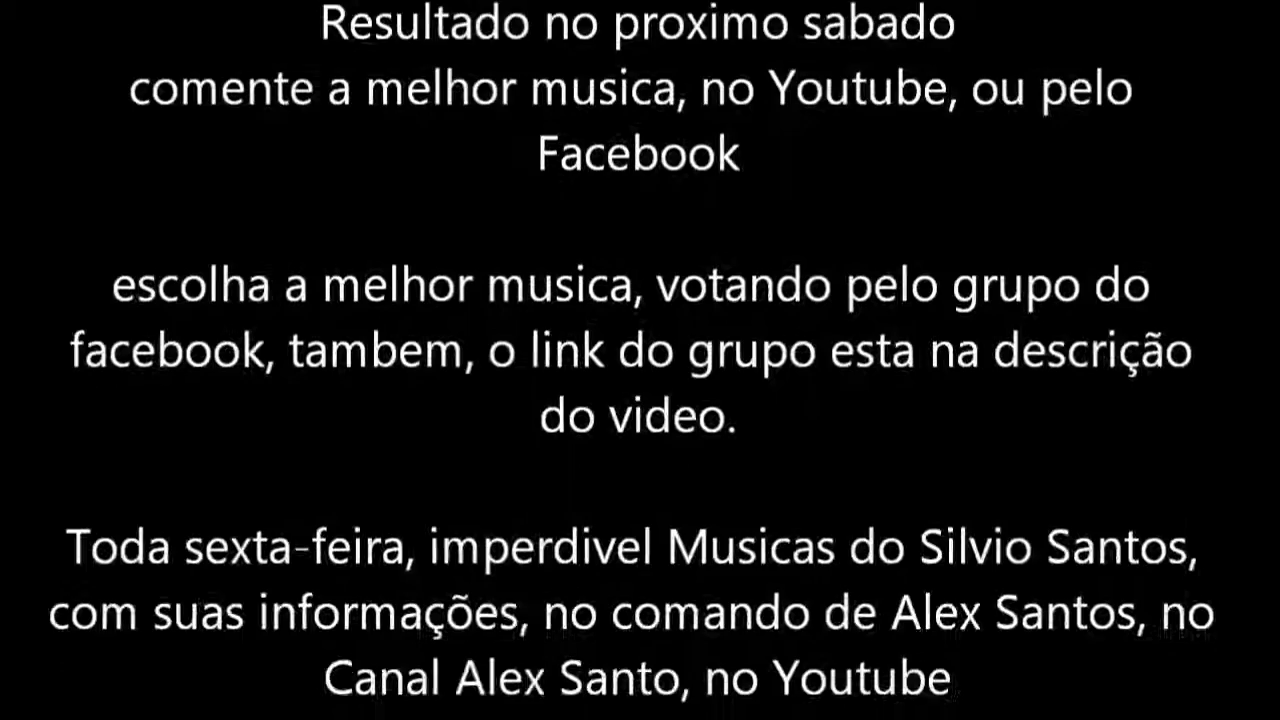 Resultado no proximo sabado
comente a melhor musica, no Youtube, ou pelo
Facebook
escolha a melhor musica, votando pelo grupo do
facebook, tambem, o link do grupo esta na descrição
do video.
Toda sexta-feira, imperdivel Musicas do Silvio Santos,
com suas informações, no comando de Alex Santos, no
Canal Alex Santo, no Youtube